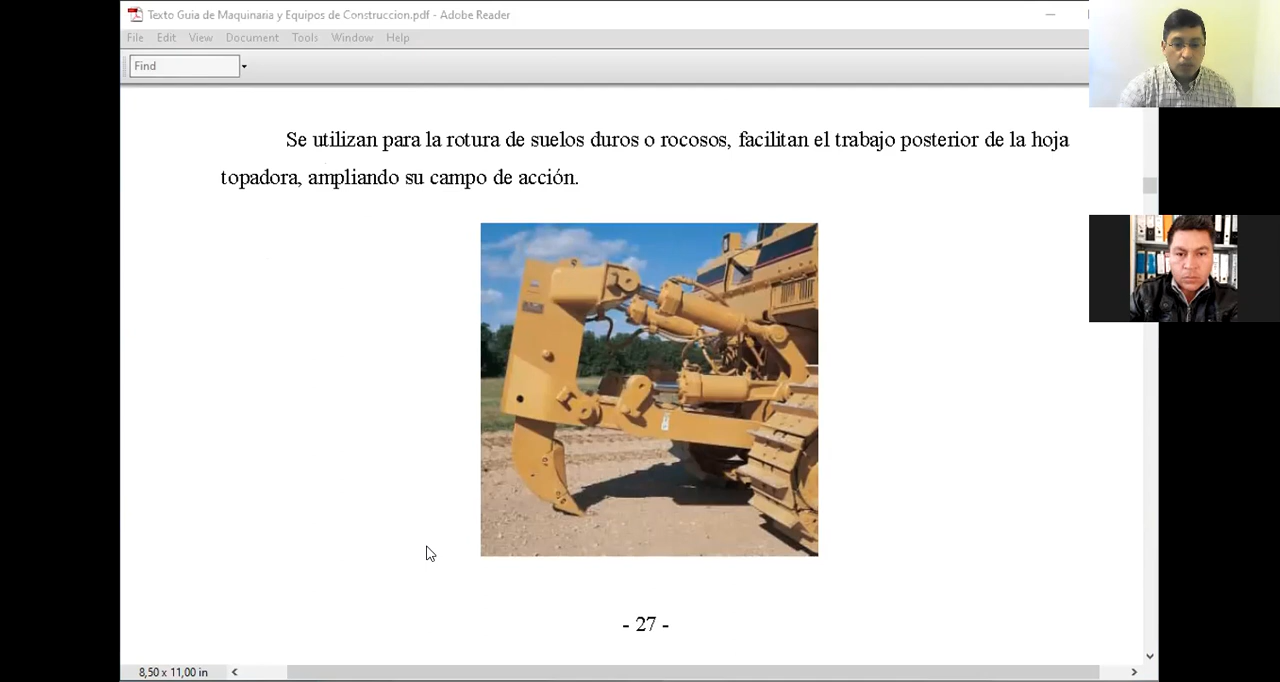 Texto Guia de Maquinaria y Equipos de Construccion.pdf - Adobe Reader
File Edit View Document Tools Window Help
Find
Se utilizan para la rotura de suelos duros o rocosos, facilitan el trabajo posterior de la hoja
topadora, ampliando su campo de acción.
- 27 -
8,50 x 11,00 in